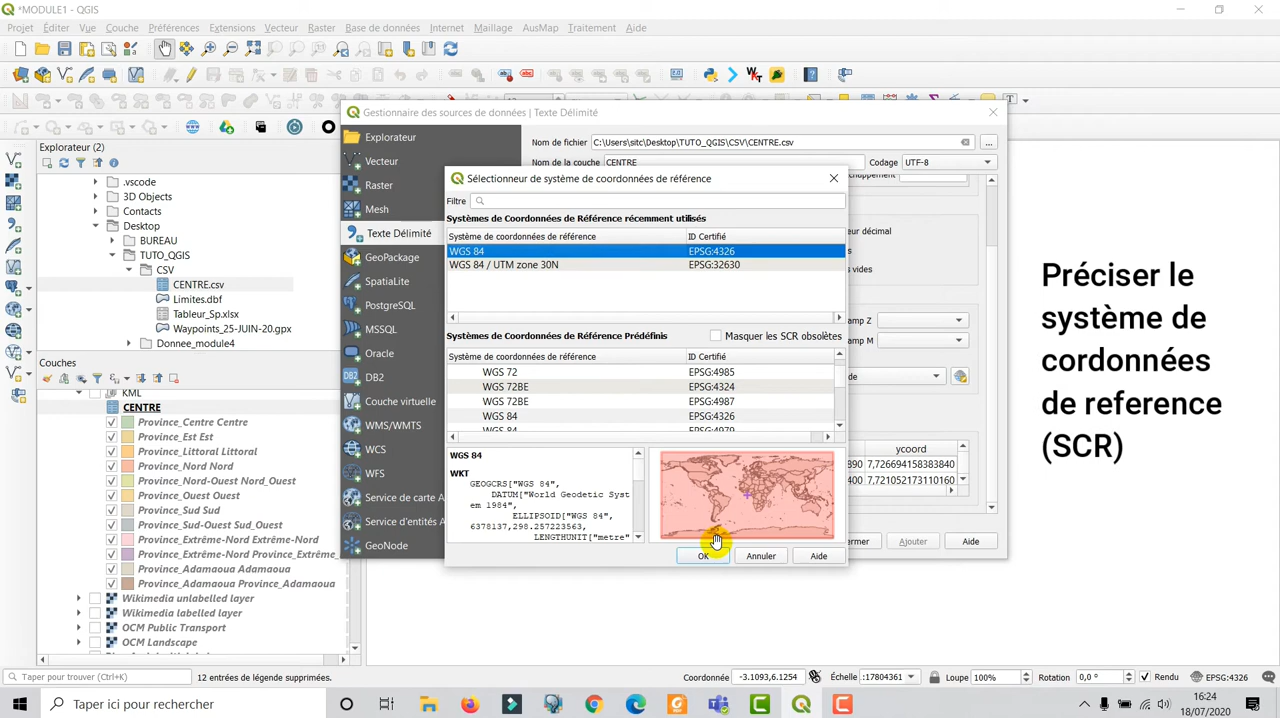 *MODULE1 - QGIS
Projet Éditer Vue Couche Préférences Extensions Vecteur Raster Base de données Internet Maillage AusMap Traitement Aide
Gestionnaire des sources de données | Texte Délimité
Explorateur (2)
.vscode
3D Objects
Contacts
Desktop
BUREAU
TUTO_QGIS
CSV
CENTRE.csv
Limites.dbf
Tableur_Sp.xlsx
Waypoints_25-JUIN-20.gpx
Donnee_module4
Couches
KML
CENTRE
Province_Centre Centre
Province_Est Est
Province_Littoral Littoral
Province_Nord Nord
Province_Nord-Ouest Nord_Ouest
Province_Ouest Ouest
Province_Sud Sud
Province_Sud-Ouest Sud_Ouest
Province_Extrême-Nord Extrême-Nord
Province_Extrême-Nord Province_Extrême-N
Province_Adamaoua Adamaoua
Province_Adamaoua Province_Adamaoua
Wikimedia unlabelled layer
Wikimedia labelled layer
OCM Public Transport
OCM Landscape
Explorateur
Vecteur
Raster
Mesh
Texte Délimité
GeoPackage
SpatiaLite
PostgreSQL
MSSQL
Oracle
DB2
Couche virtuelle
WMS/WMTS
WCS
WFS
Service de carte A
Service d'entités A
GeoNode
Nom de fichier C:\Users\sitc\Desktop\TUTO_QGIS\CSV\CENTRE.csv ...
Nom de la couche CENTRE Codage UTF-8
échappement
eur décimal
s vides
amp Z
amp M
de
ycoord
890 7,726694158383840
479 7,721052173110160
ermer Ajouter Aide
Sélectionneur de système de coordonnées de référence
Filtre
Systèmes de Coordonnées de Référence récemment utilisés
Système de coordonnées de référence ID Certifié
WGS 84 EPSG:4326
WGS 84 / UTM zone 30N EPSG:32630
Systèmes de Coordonnées de Référence Prédéfinis Masquer les SCR obsolètes
Système de coordonnées de référence ID Certifié
WGS 72 EPSG:4985
WGS 72BE EPSG:4324
WGS 72BE EPSG:4987
WGS 84 EPSG:4326
WGS 84 EPSG:4979
WGS 84
WKT
GEOGCRS["WGS 84",
DATUM["World Geodetic Syst
em 1984",
ELLIPSOID["WGS 84",
6378137,298.257223563,
LENGTHUNIT["metre"
OK Annuler Aide
Préciser le
système de
cordonnées
de reference
(SCR)
Taper pour trouver (Ctrl+K) 12 entrées de légende supprimées. Coordonnée -3.1093,6.1254 Échelle :17804361 Loupe 100% Rotation 0,0 ° Rendu EPSG:4326
Taper ici pour rechercher
16:24
18/07/2020